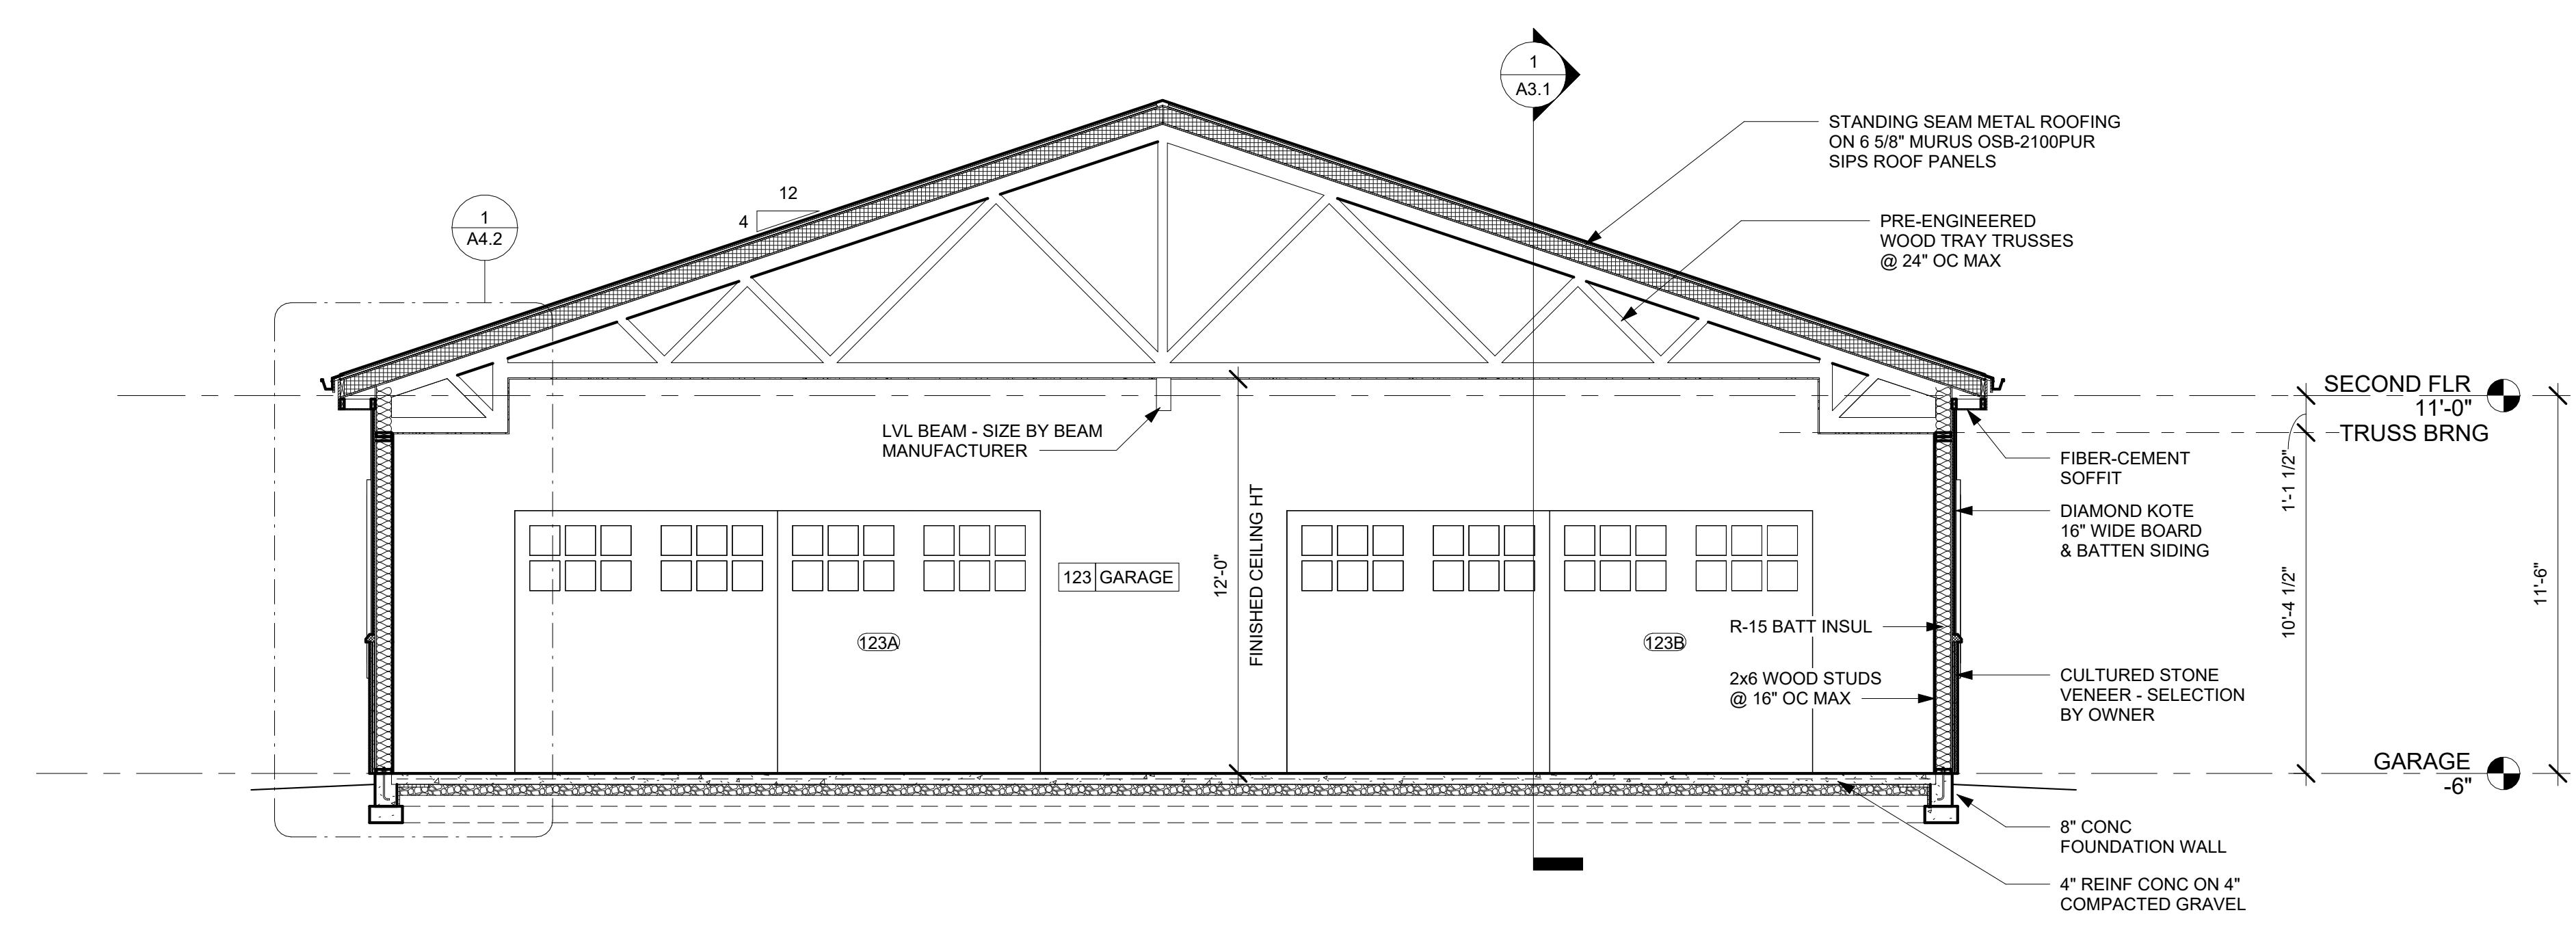 1
A3.1
STANDING SEAM METAL ROOFING
ON 6 5/8" MURUS OSB-2100PUR
SIPS ROOF PANELS
12
4
1
A4.2
PRE-ENGINEERED
WOOD TRAY TRUSSES
@ 24" OC MAX
SECOND FLR
11'-0"
TRUSS BRNG
LVL BEAM - SIZE BY BEAM
MANUFACTURER
FIBER-CEMENT
SOFFIT
1'-1 1/2"
DIAMOND KOTE
16" WIDE BOARD
& BATTEN SIDING
123 GARAGE
12'-0"
FINISHED CEILING HT
10'-4 1/2"
11'-6"
123A
123B
R-15 BATT INSUL
2x6 WOOD STUDS
@ 16" OC MAX
CULTURED STONE
VENEER - SELECTION
BY OWNER
GARAGE
-6"
8" CONC
FOUNDATION WALL
4" REINF CONC ON 4"
COMPACTED GRAVEL